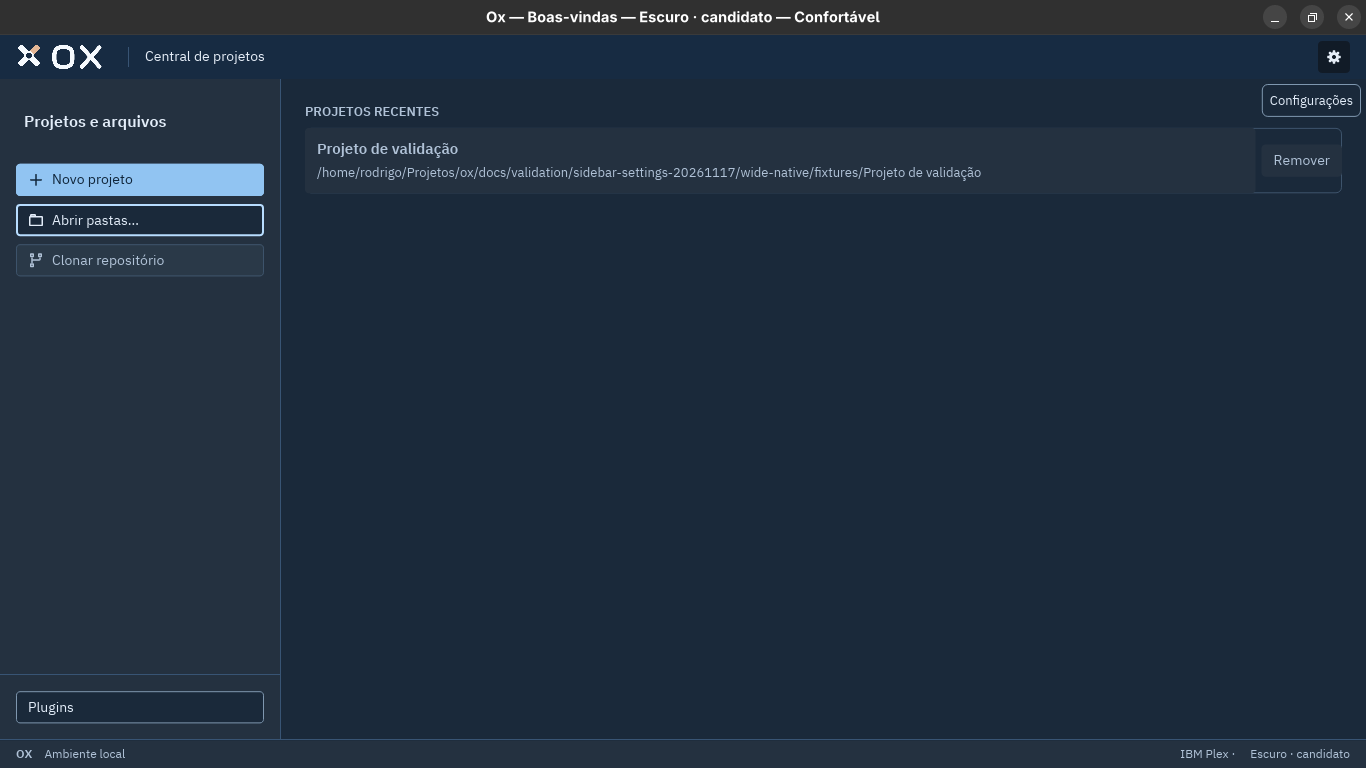 Ox — Boas-vindas — Escuro · candidato — Confortável
OX
Central de projetos
Configurações
Projetos e arquivos
Novo projeto
Abrir pastas...
Clonar repositório
Plugins
PROJETOS RECENTES
Projeto de validação
/home/rodrigo/Projetos/ox/docs/validation/sidebar-settings-20261117/wide-native/fixtures/Projeto de validação
Remover
OX Ambiente local
IBM Plex · Escuro · candidato